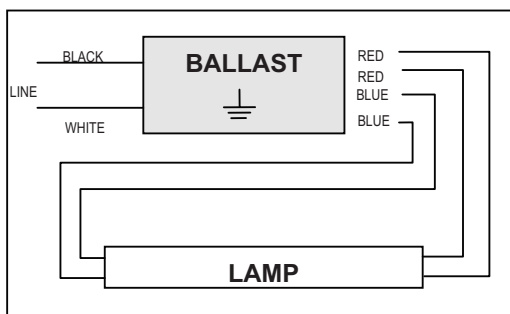 BLACK
BALLAST
RED
RED
LINE
BLUE
WHITE
BLUE
LAMP